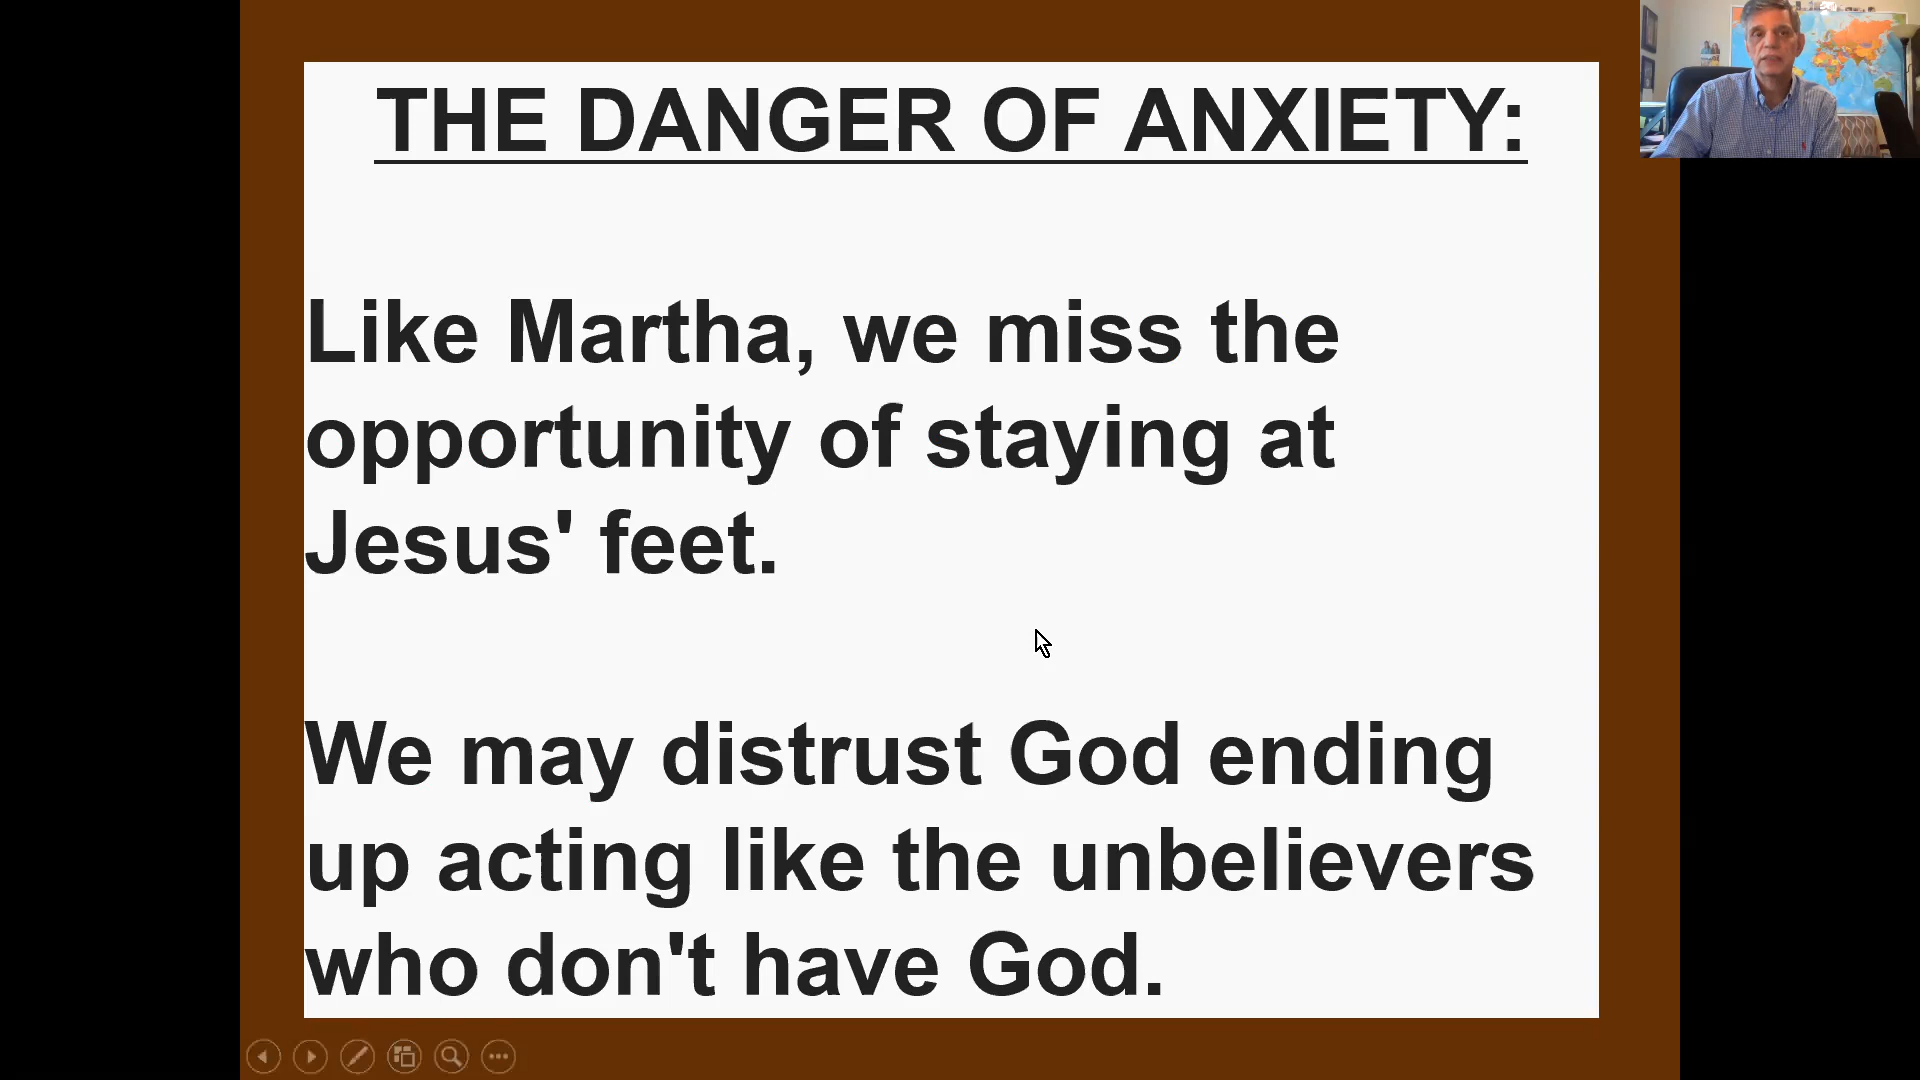 THE DANGER OF ANXIETY:
Like Martha, we miss the
opportunity of staying at
Jesus' feet.
We may distrust God ending
up acting like the unbelievers
who don't have God.